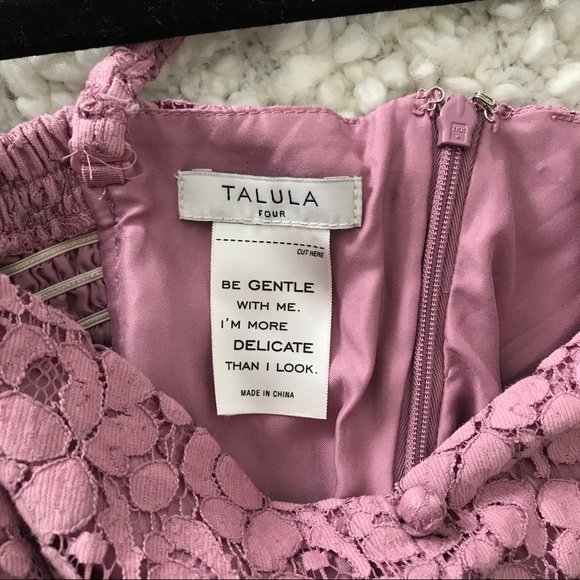 TALULA
FOUR
CUT HERE
BE GENTLE
WITH ME.
I'M MORE
DELICATE
THAN I LOOK.
MADE IN CHINA